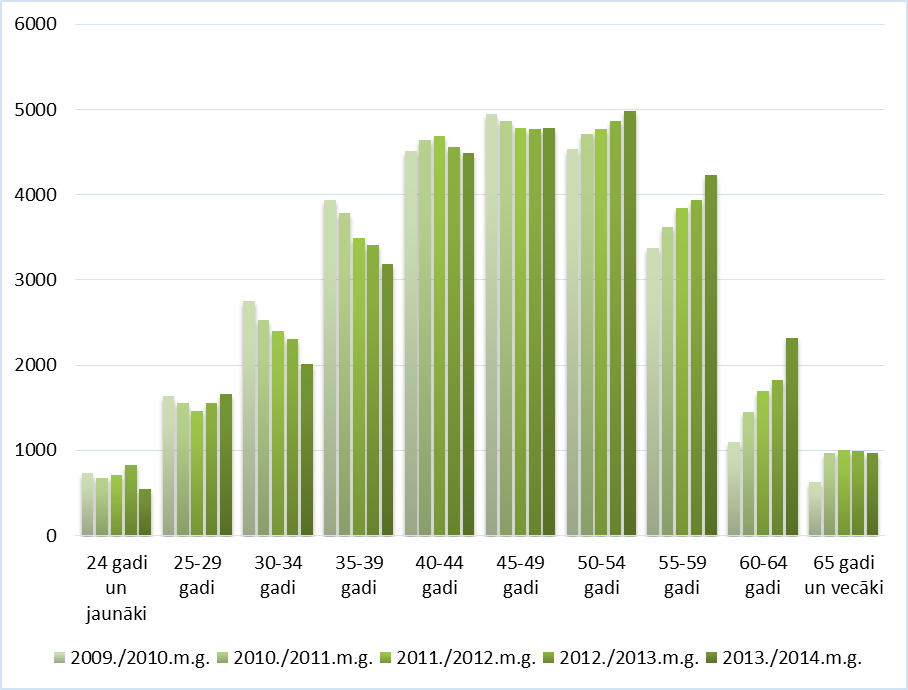 6000
5000
4000
3000
2000
1000
0
24 gadi un jaunāki
25-29 gadi
30-34 gadi
35-39 gadi
40-44 gadi
45-49 gadi
50-54 gadi
55-59 gadi
60-64 gadi
65 gadi un vecāki
2009./2010.m.g. 2010./2011.m.g. 2011./2012.m.g. 2012./2013.m.g. 2013./2014.m.g.